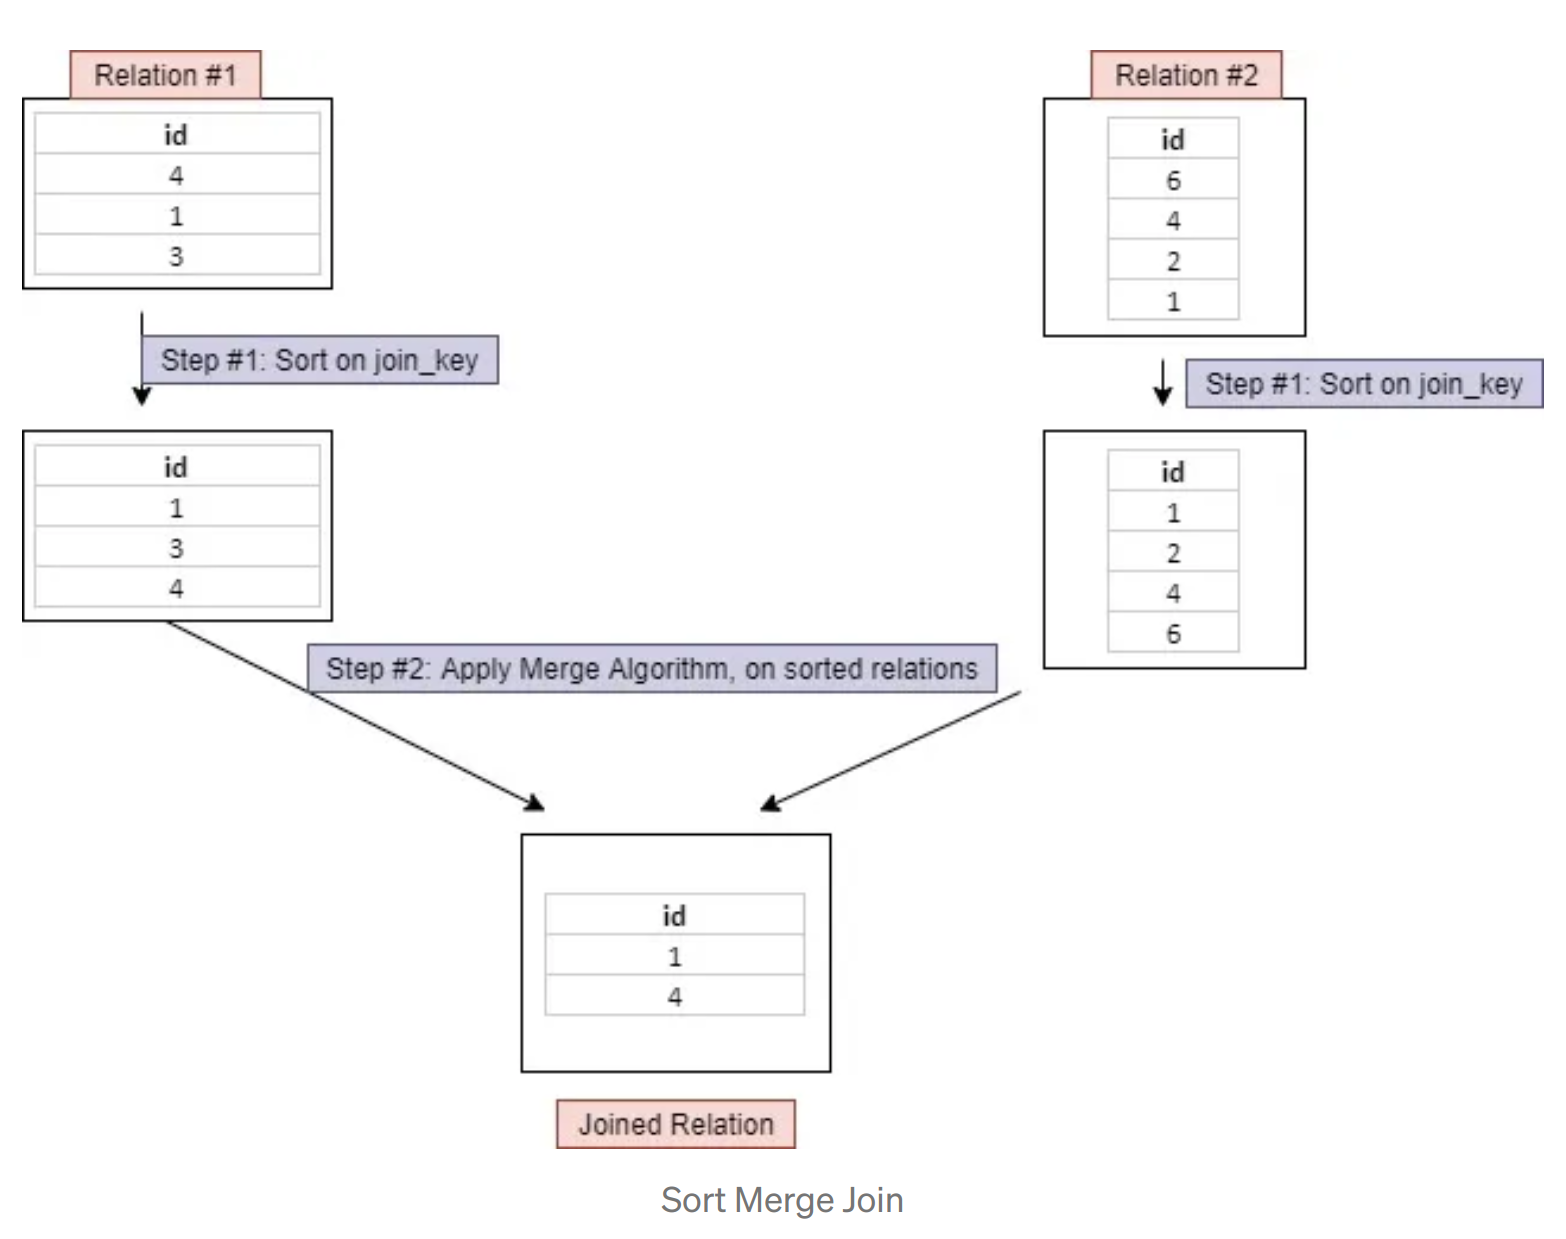 Relation #1
id
4
1
3
Relation #2
id
6
4
2
1
Step #1: Sort on join_key
Step #1: Sort on join_key
id
1
3
4
id
1
2
4
6
Step #2: Apply Merge Algorithm, on sorted relations
id
1
4
Joined Relation
Sort Merge Join